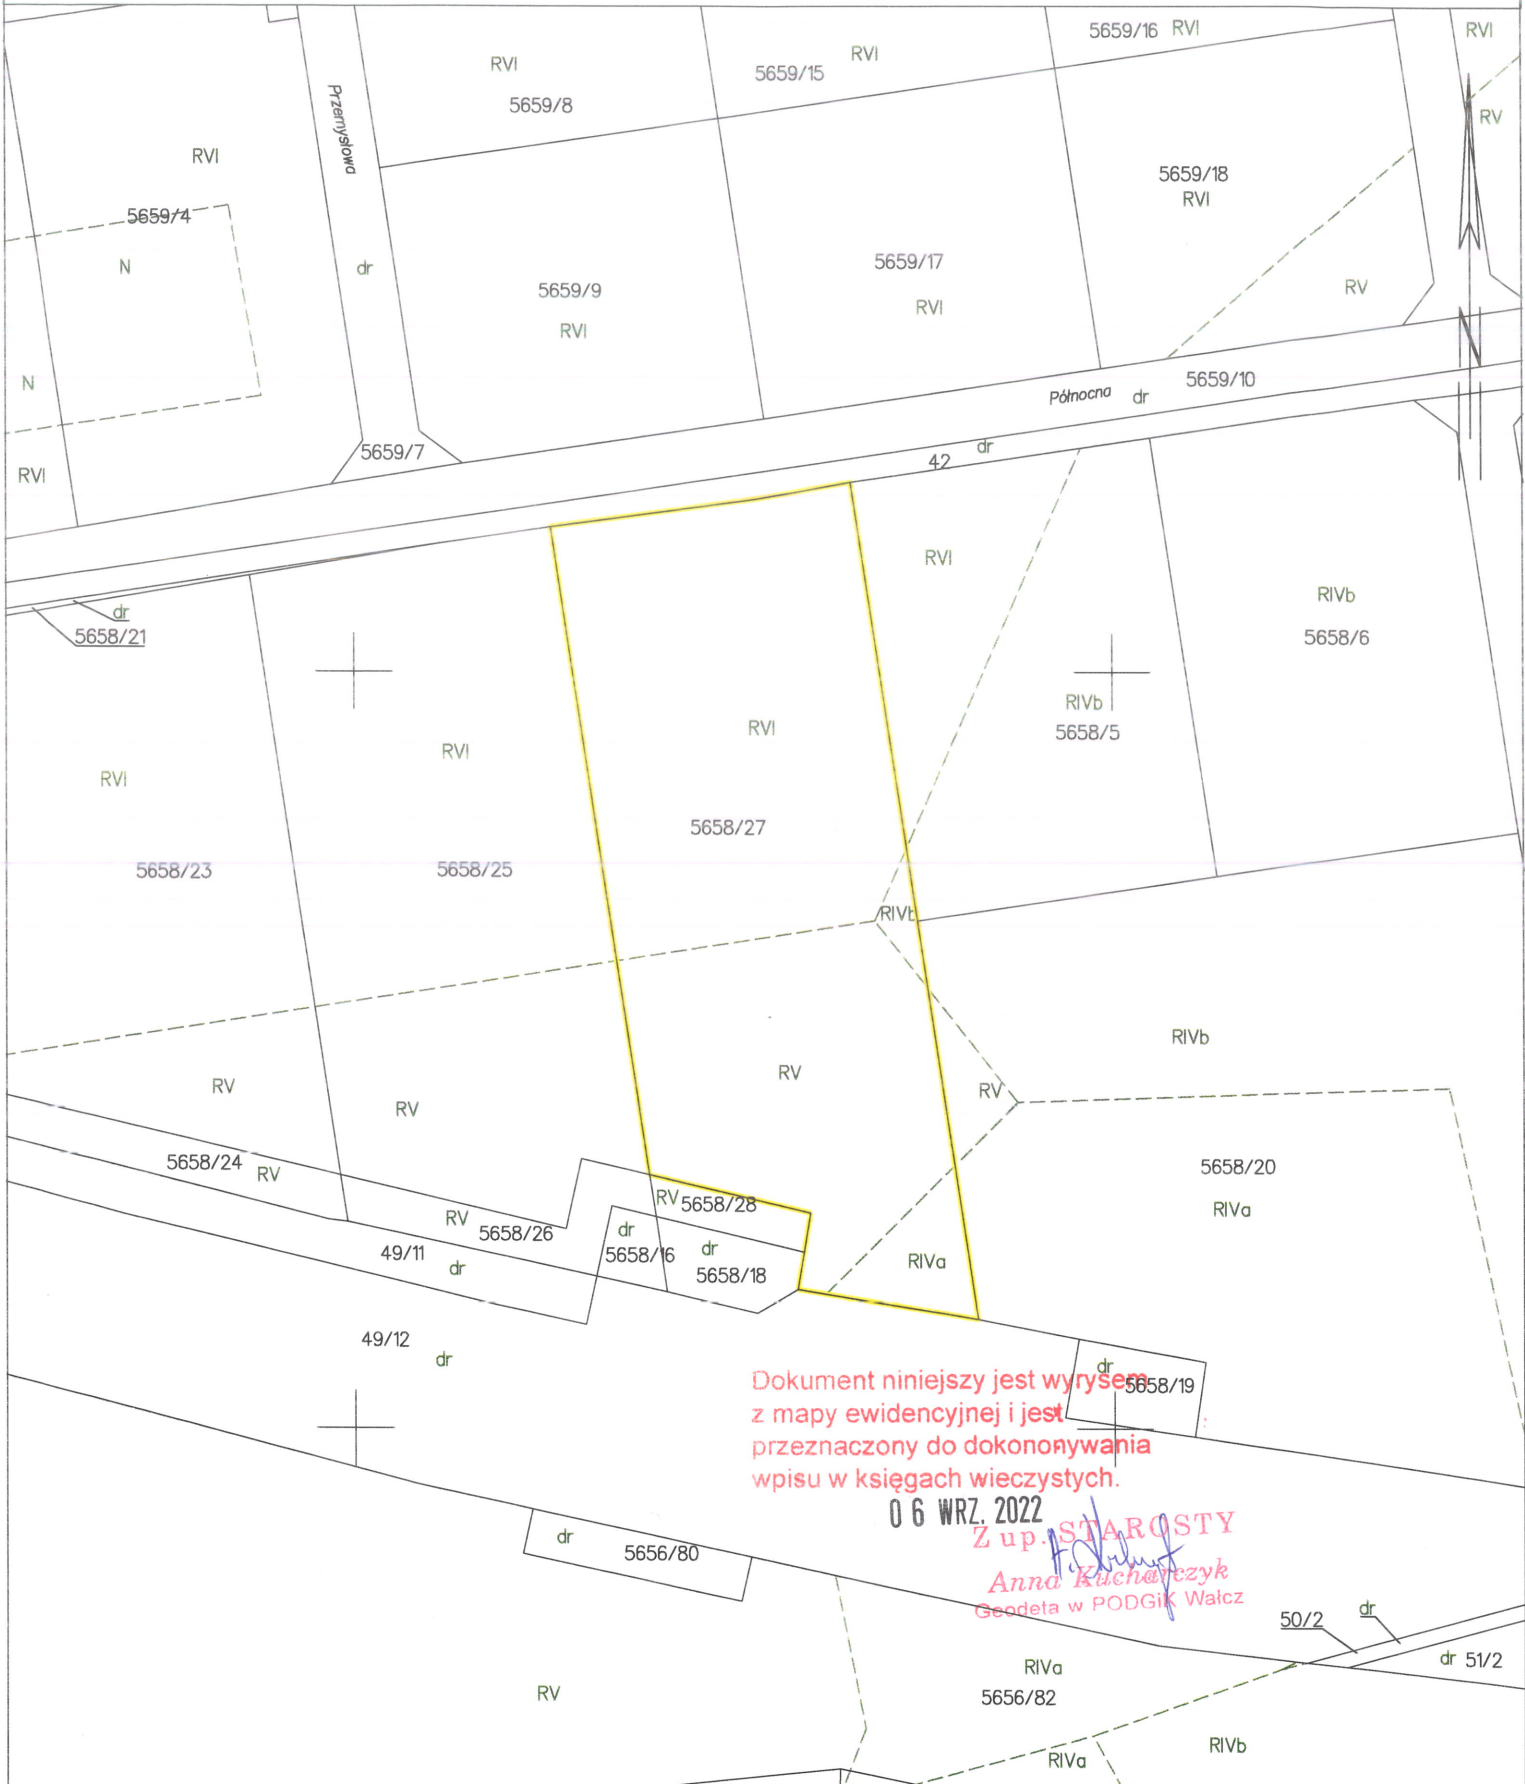 5659/16 RVI
RVI
RVI
5659/15
RVI
5659/8
Przemysłowa
RV
RVI
5659/18
RVI
5659/4
N
dr
5659/17
5659/9
RVI
RV
RVI
N
5659/10
Północna dr
5659/7
42 dr
RVI
N
RVI
RIVb
5658/6
dr
5658/21
RIVb
5658/5
RVI
RVI
RVI
5658/27
5658/23
5658/25
RIVb
RIVb
RV
RV
RV
RV
5658/24 RV
5658/20
RIVa
RV 5658/28
RV 5658/26
dr
5658/16
dr
5658/18
49/11 dr
RIVa
49/12 dr
dr 5658/19
Dokument niniejszy jest wyrysem
z mapy ewidencyjnej i jest
przeznaczony do dokononywania
wpisu w księgach wieczystych.
06 WRZ. 2022
Z up. STAROSTY
Anna Kucharczyk
Geodeta w PODGiK Wałcz
dr 5656/80
50/2 dr
dr 51/2
RV
RIVa
5656/82
RIVa
RIVb